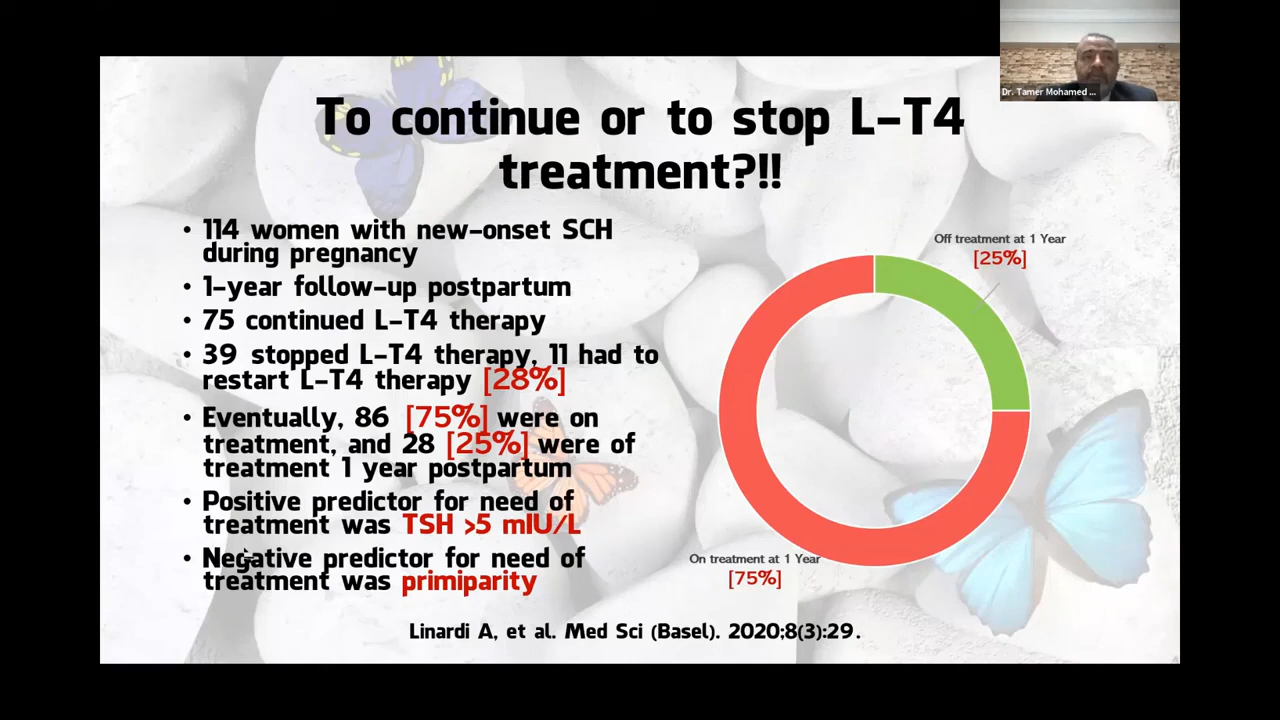 Dr. Tamer Mohamed ...
To continue or to stop L-T4
treatment?!!
• 114 women with new-onset SCH
during pregnancy
• 1-year follow-up postpartum
• 75 continued L-T4 therapy
• 39 stopped L-T4 therapy, 11 had to
restart L-T4 therapy [28%]
• Eventually, 86 [75%] were on
treatment, and 28 [25%] were of
treatment 1 year postpartum
• Positive predictor for need of
treatment was TSH >5 mIU/L
• Negative predictor for need of
treatment was primiparity
Off treatment at 1 Year
[25%]
On treatment at 1 Year
[75%]
Linardi A, et al. Med Sci (Basel). 2020;8(3):29.